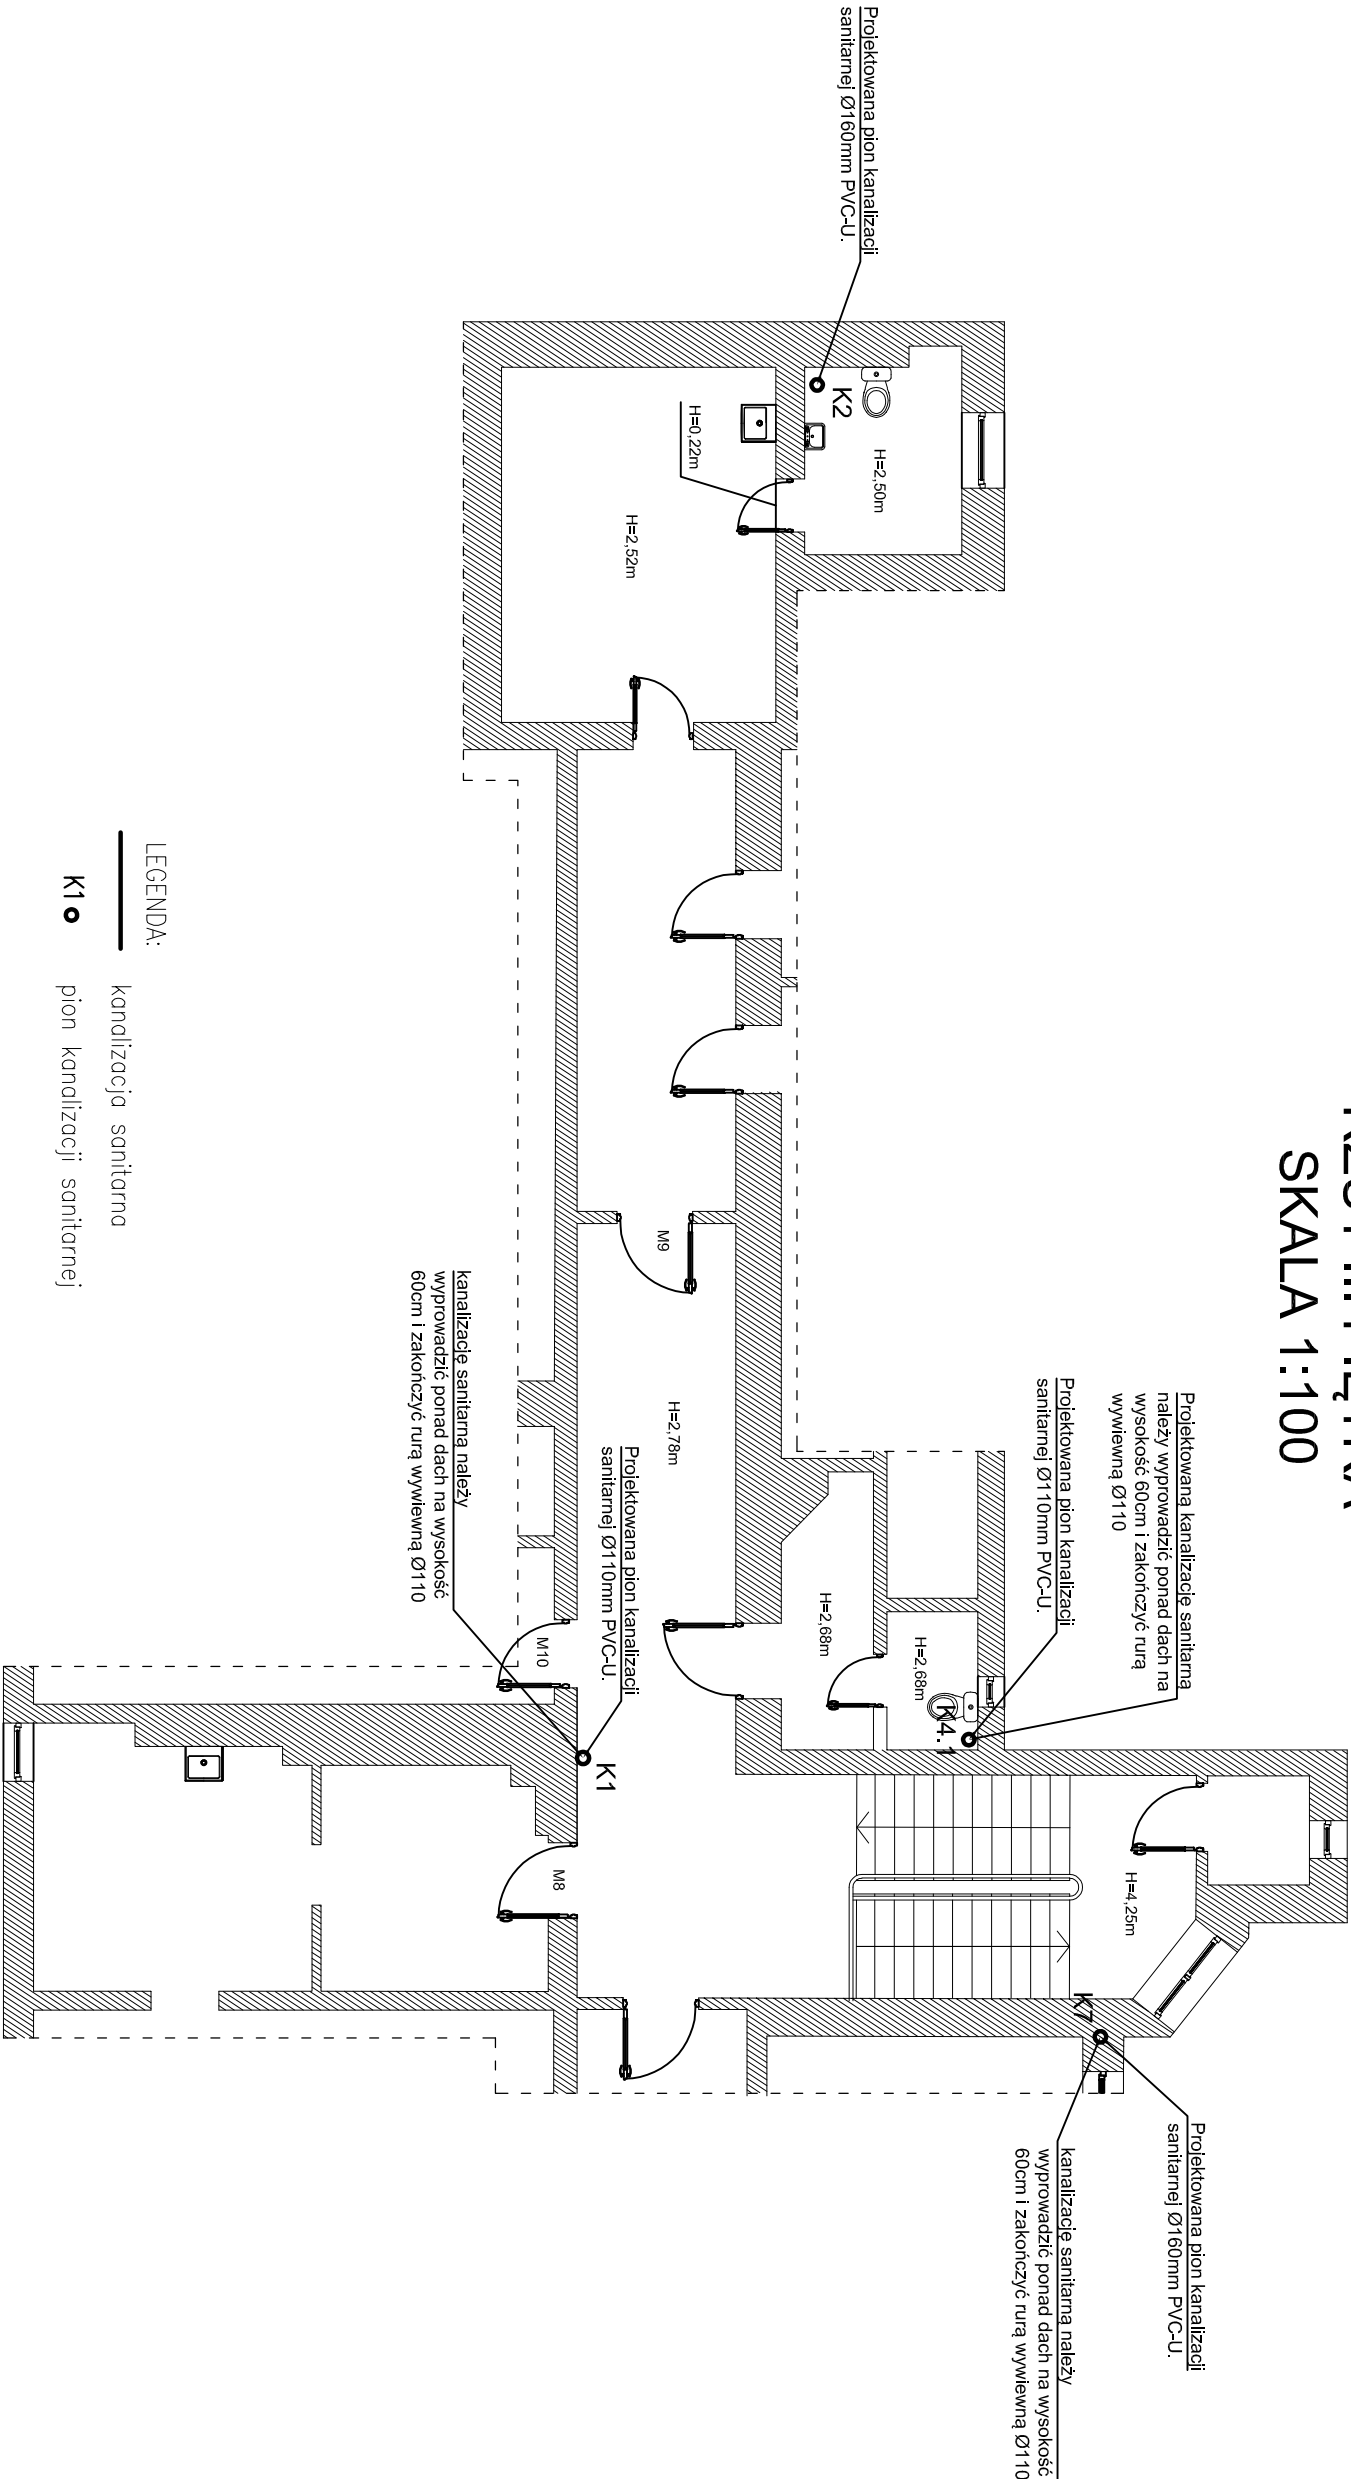 SKALA 1:100
Projektowaną kanalizację sanitarną
należy wyprowadzić ponad dach na
wysokość 60cm i zakończyć rurą
wywiewną Ø110
Projektowana pion kanalizacji
sanitarnej Ø110mm PVC-U.
Projektowana pion kanalizacji
sanitarnej Ø160mm PVC-U.
kanalizację sanitarną należy
wyprowadzić ponad dach na wysokość
60cm i zakończyć rurą wywiewną Ø110
Projektowana pion kanalizacji
sanitarnej Ø160mm PVC-U.
K2
H=2,50m
H=0,22m
H=2,52m
M9
H=2,78m
H=2,68m
H=2,68m
K4.1
H=4,25m
K7
Projektowana pion kanalizacji
sanitarnej Ø110mm PVC-U.
K1
M10
M8
kanalizację sanitarną należy
wyprowadzić ponad dach na wysokość
60cm i zakończyć rurą wywiewną Ø110
LEGENDA:
kanalizacja sanitarna
K1 pion kanalizacji sanitarnej